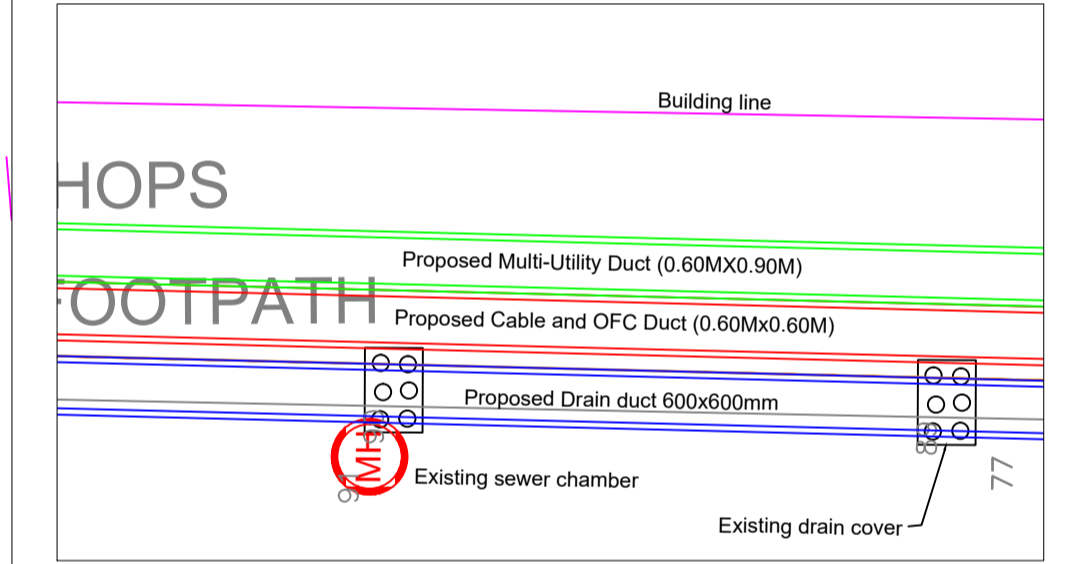 Building line
HOPS
Proposed Multi-Utility Duct (0.60MX0.90M)
FOOTPATH
Proposed Cable and OFC Duct (0.60Mx0.60M)
Proposed Drain duct 600x600mm
MH
Existing sewer chamber
77
Existing drain cover